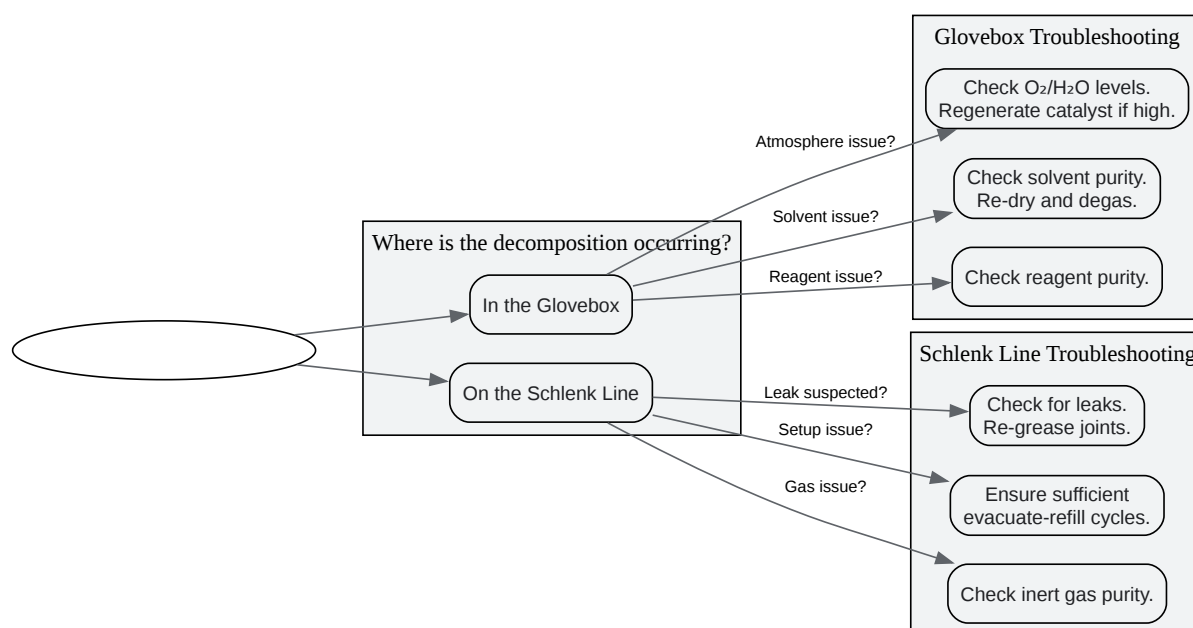 Where is the decomposition occurring?
In the Glovebox
On the Schlenk Line
Atmosphere issue?
Solvent issue?
Reagent issue?
Leak suspected?
Setup issue?
Gas issue?
Glovebox Troubleshooting
Check O₂/H₂O levels.
Regenerate catalyst if high.
Check solvent purity.
Re-dry and degas.
Check reagent purity.
Schlenk Line Troubleshooting
Check for leaks.
Re-grease joints.
Ensure sufficient
evacuate-refill cycles.
Check inert gas purity.